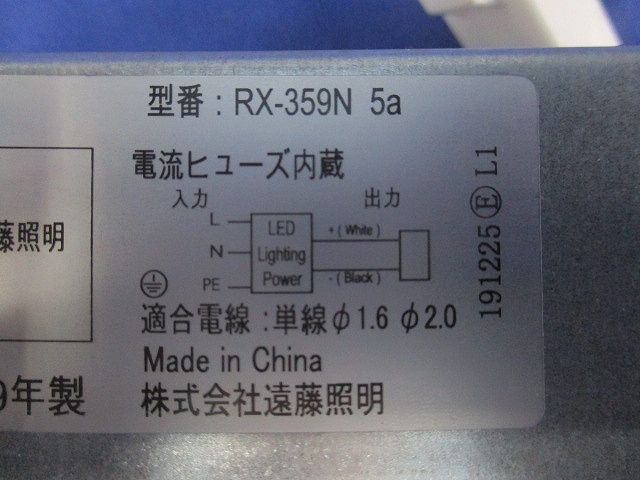 型番 : RX-359N 5a
電流ヒューズ内蔵
入力
出力
L
N
PE
LED
Lighting
Power
+ ( White )
- ( Black )
適合電線 : 単線φ1.6 φ2.0
Made in China
株式会社遠藤照明
191225 E L1
藤照明
9年製